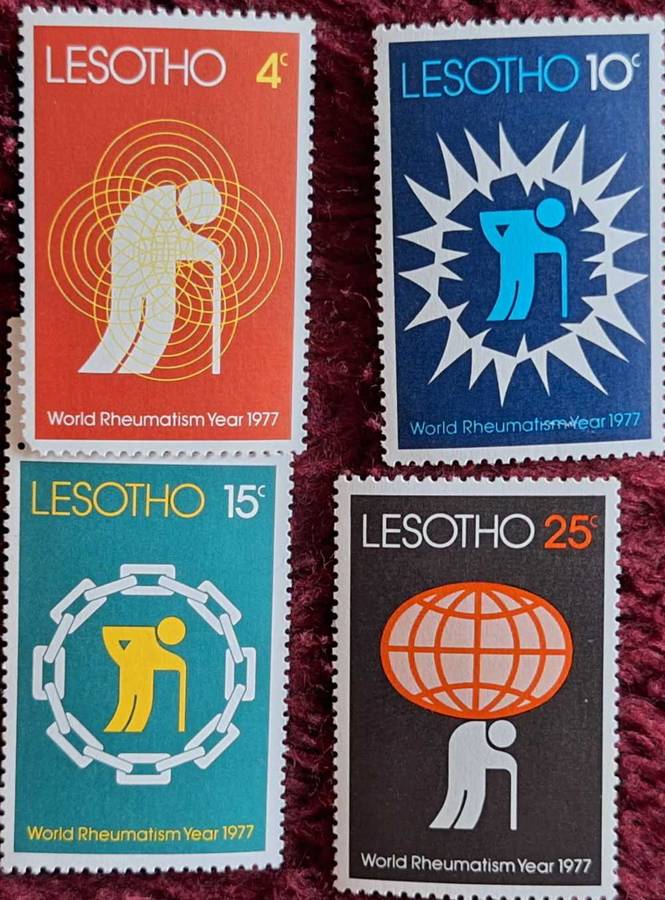 LESOTHO 4c
World Rheumatism Year 1977
LESOTHO 10c
World Rheumatism Year 1977
LESOTHO 15c
World Rheumatism Year 1977
LESOTHO 25c
World Rheumatism Year 1977